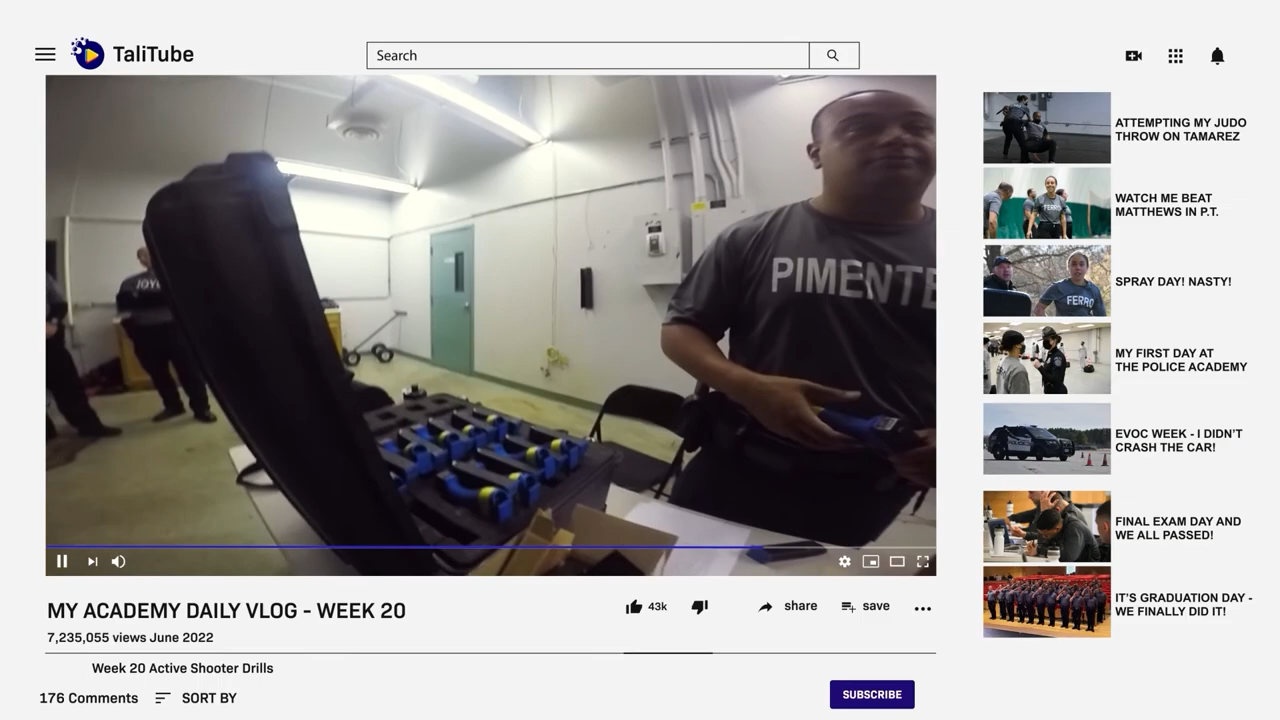 TaliTube
Search
JOY
PIMENTE
ATTEMPTING MY JUDO
THROW ON TAMAREZ
FERRO
WATCH ME BEAT
MATTHEWS IN P.T.
FERRO
SPRAY DAY! NASTY!
MY FIRST DAY AT
THE POLICE ACADEMY
POLICE
EVOC WEEK - I DIDN'T
CRASH THE CAR!
FINAL EXAM DAY AND
WE ALL PASSED!
IT'S GRADUATION DAY -
WE FINALLY DID IT!
MY ACADEMY DAILY VLOG - WEEK 20
43k
share
save
7,235,055 views June 2022
Week 20 Active Shooter Drills
176 Comments
SORT BY
SUBSCRIBE